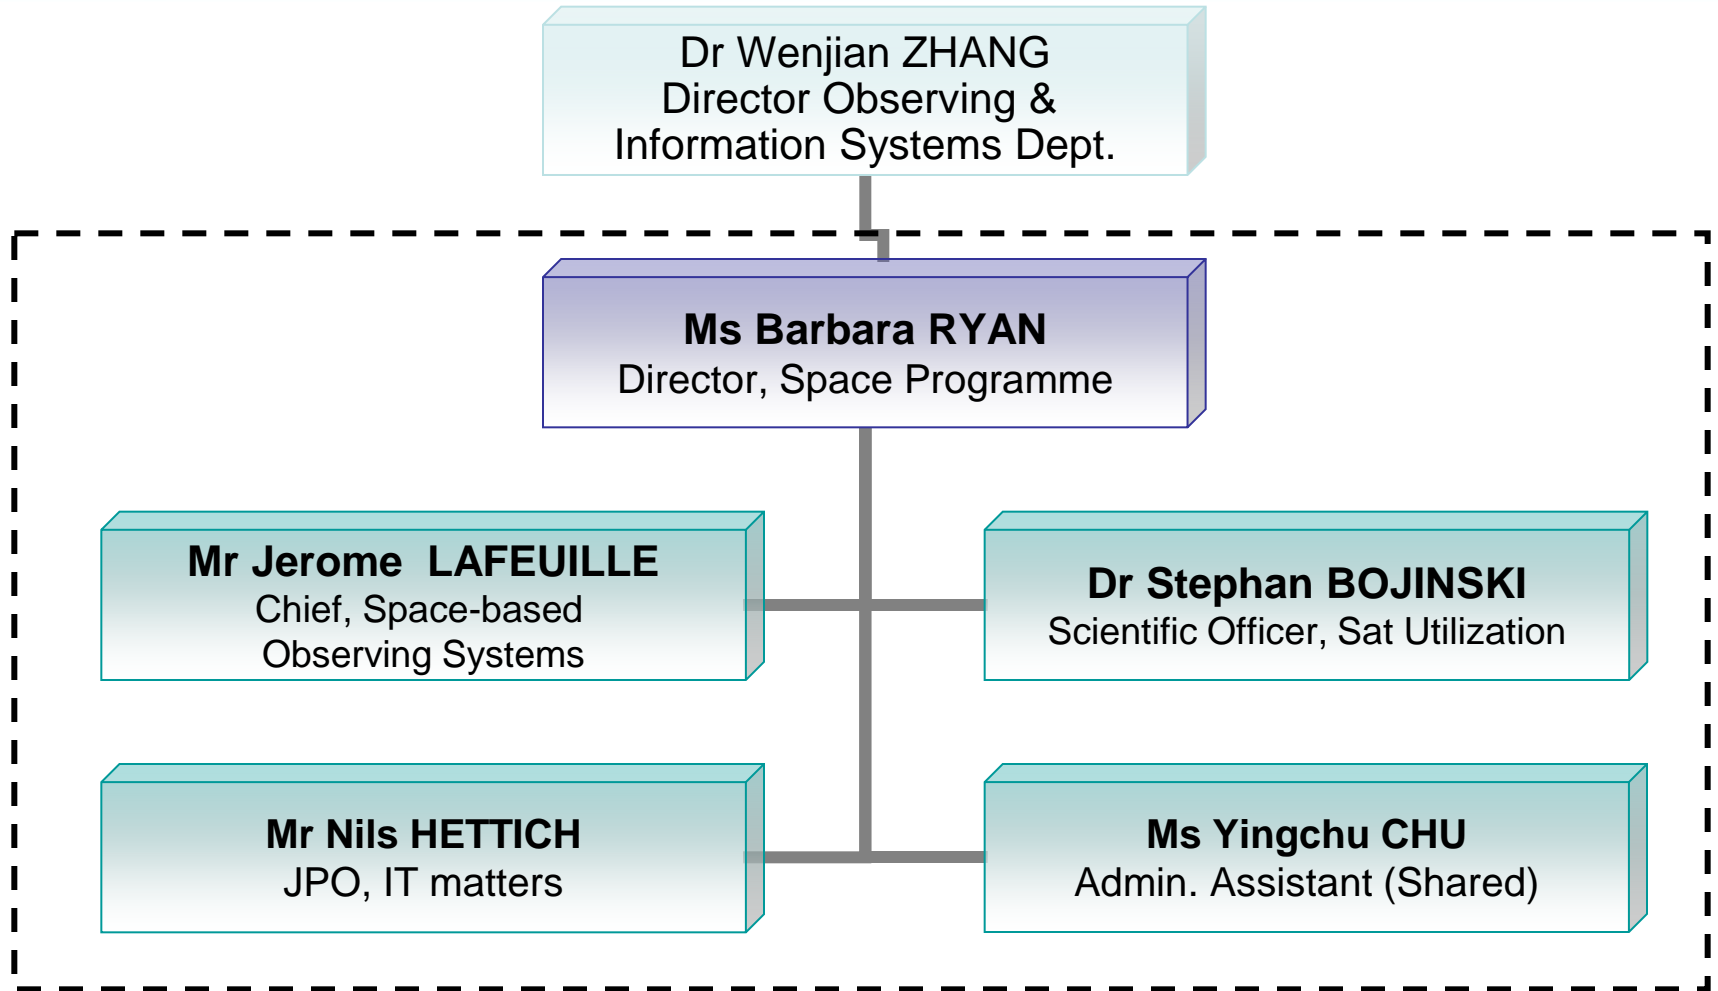 Dr Wenjian ZHANG
Director Observing &
Information Systems Dept.
Ms Barbara RYAN
Director, Space Programme
Mr Jerome  LAFEUILLE
Chief, Space-based
Observing Systems
Dr Stephan BOJINSKI
Scientific Officer, Sat Utilization
Mr Nils HETTICH
JPO, IT matters
Ms Yingchu CHU
Admin. Assistant (Shared)